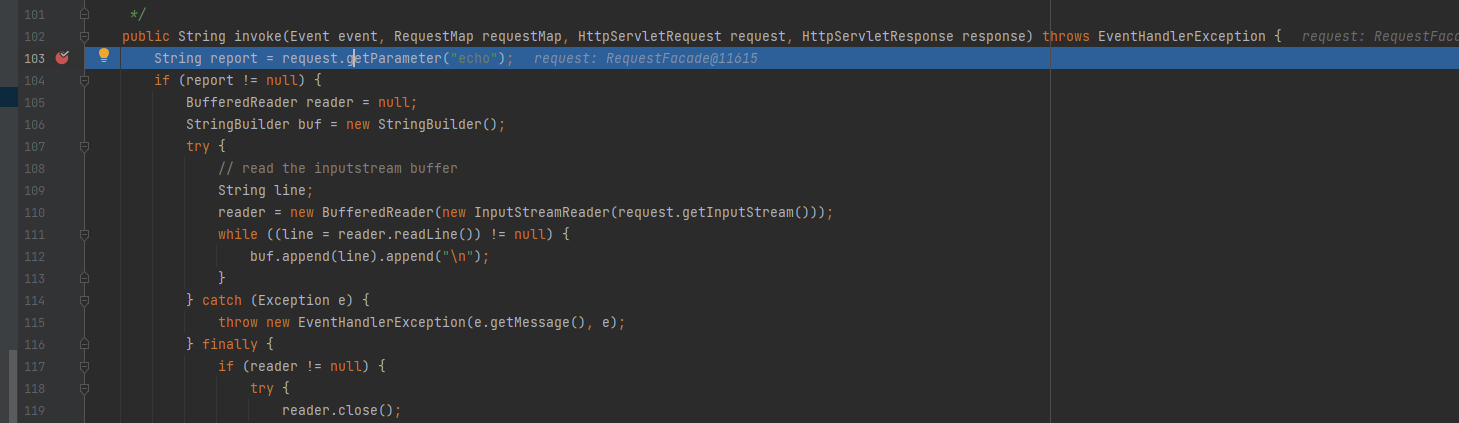 101 */
102 public String invoke(Event event, RequestMap requestMap, HttpServletRequest request, HttpServletResponse response) throws EventHandlerException { request: RequestFac
103 String report = request.getParameter("echo"); request: RequestFacade@11615
104 if (report != null) {
105 BufferedReader reader = null;
106 StringBuilder buf = new StringBuilder();
107 try {
108 // read the inputstream buffer
109 String line;
110 reader = new BufferedReader(new InputStreamReader(request.getInputStream()));
111 while ((line = reader.readLine()) != null) {
112 buf.append(line).append("\n");
113 }
114 } catch (Exception e) {
115 throw new EventHandlerException(e.getMessage(), e);
116 } finally {
117 if (reader != null) {
118 try {
119 reader.close();